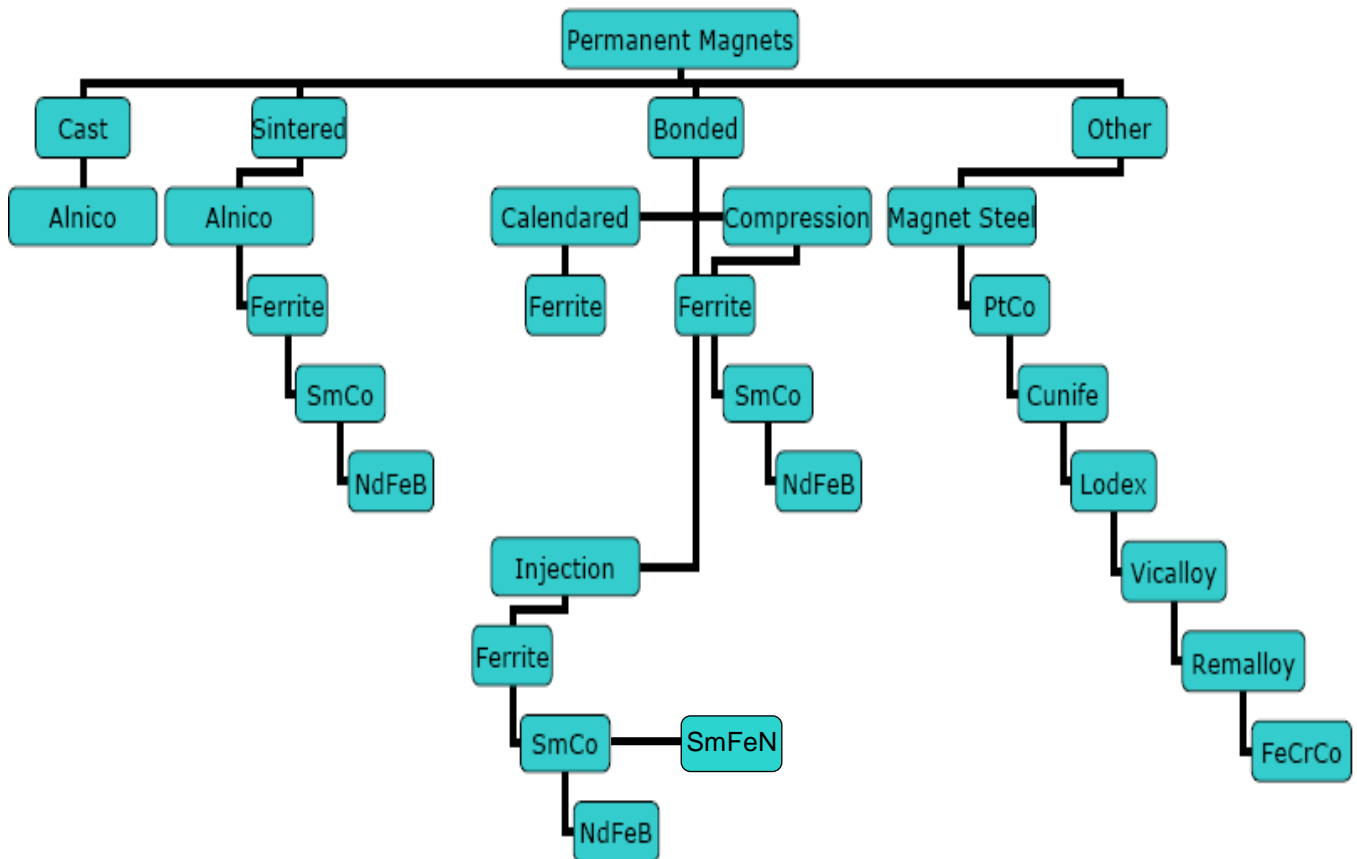 Permanent Magnets
Cast
Sintered
Bonded
Other
Alnico
Alnico
Calendared
Compression
Magnet Steel
Ferrite
Ferrite
Ferrite
PtCo
SmCo
SmCo
Cunife
NdFeB
NdFeB
Lodex
Injection
Vicalloy
Ferrite
Remalloy
SmCo
SmFeN
FeCrCo
NdFeB